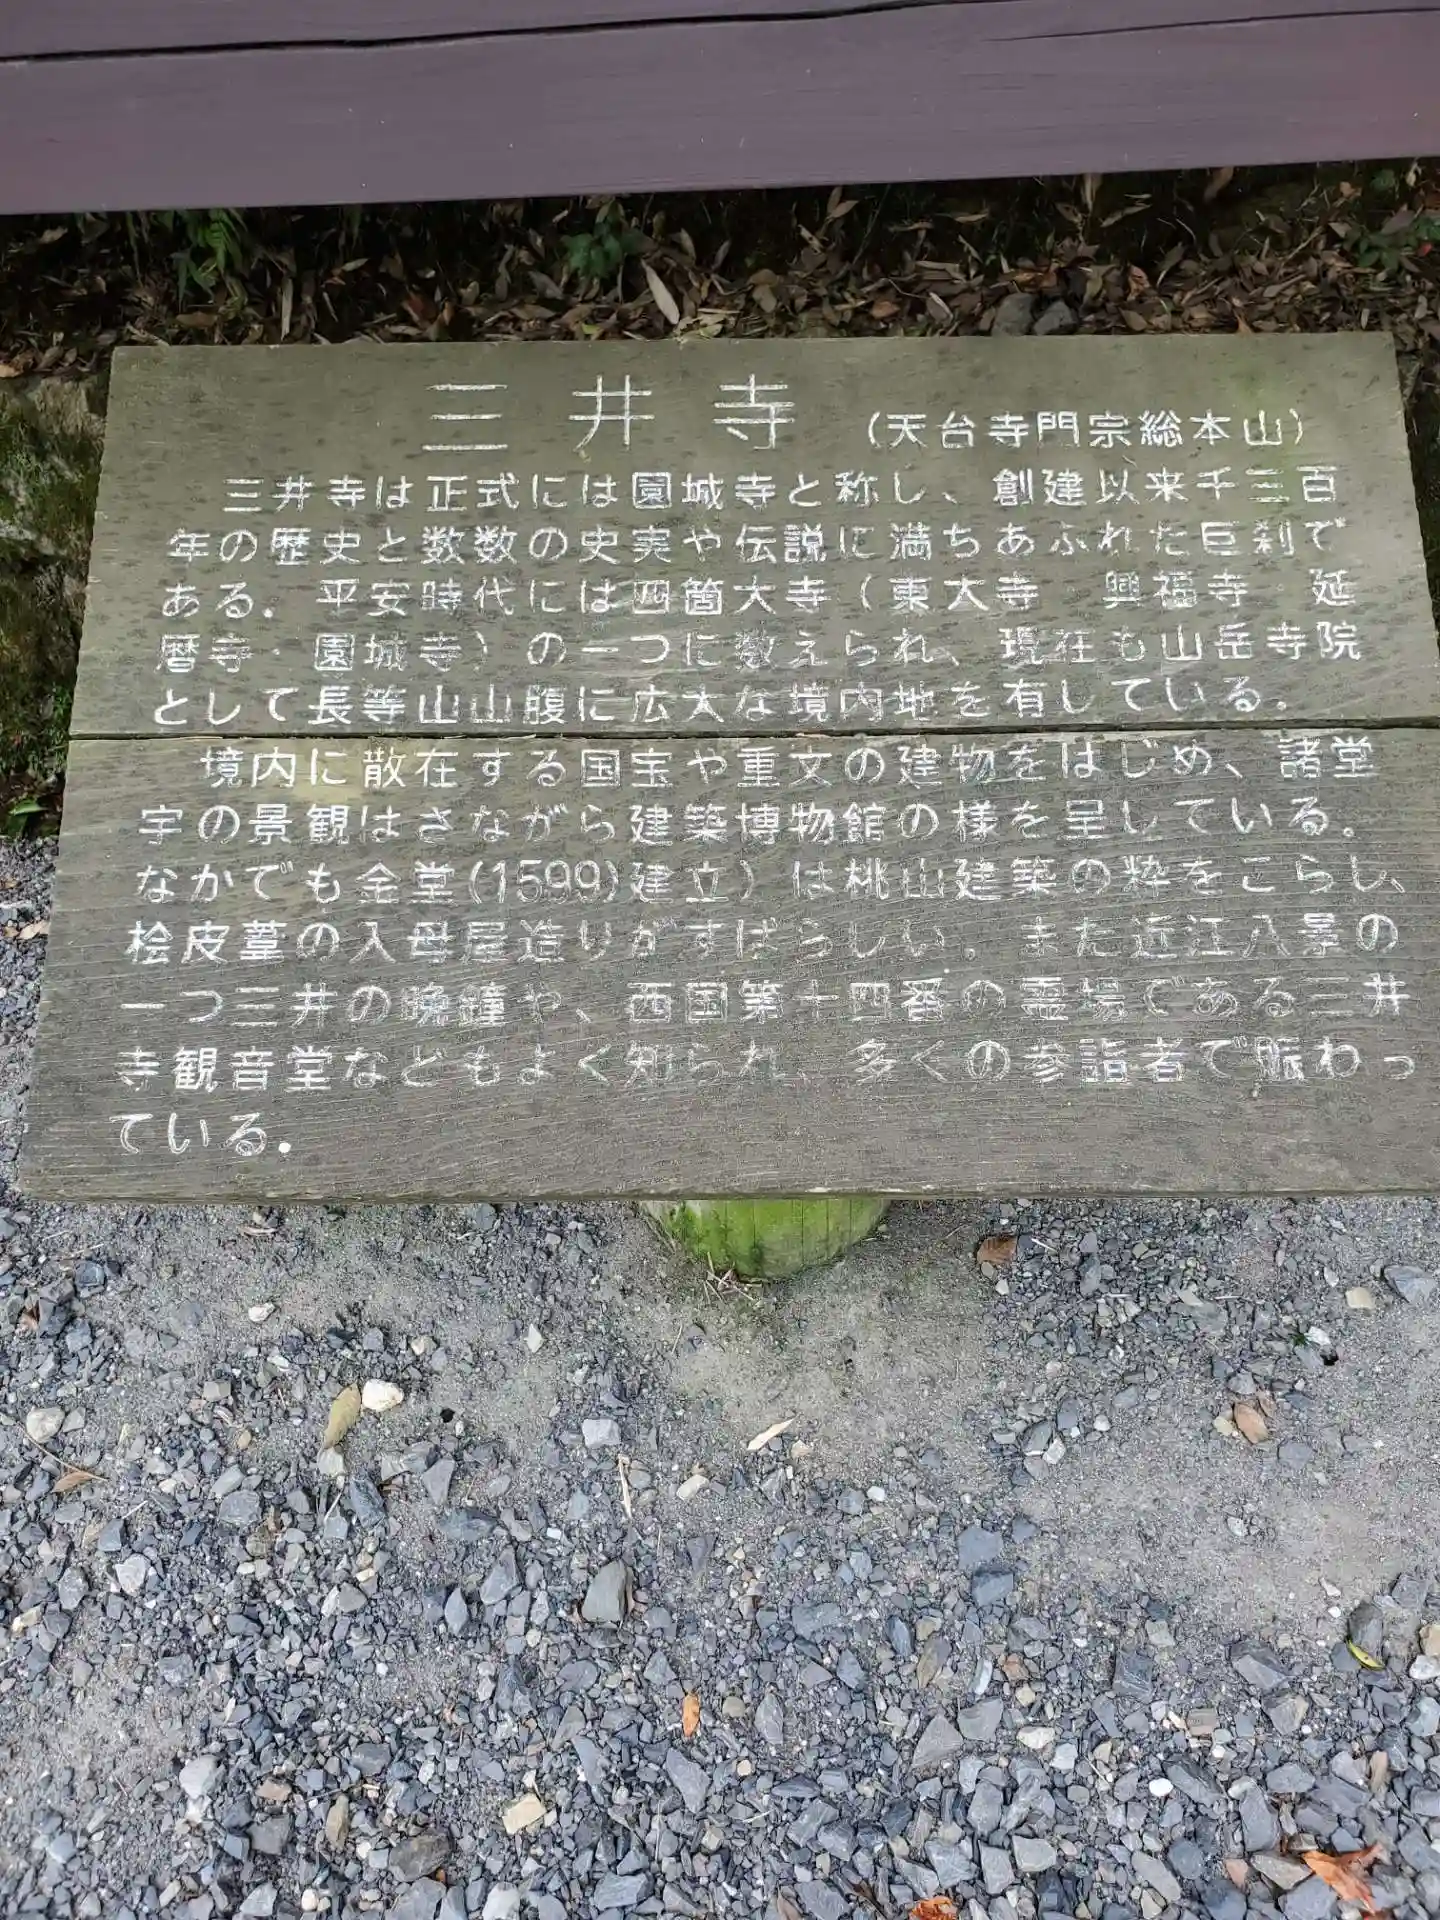 三井寺 (天台寺門宗総本山)
三井寺は正式には園城寺と称し、創建以来千三百
年の歴史と数数の史実や伝説に満ちあふれた巨刹で
ある. 平安時代には四箇大寺(東大寺 興福寺 延
暦寺・園城寺)の一つに数えられ、現在も山岳寺院
として長等山山腹に広大な境内地を有している.
境内に散在する国宝や重文の建物をはじめ、諸堂
宇の景観はさながら建築博物館の様を呈している.
なかでも金堂(1599)建立)は桃山建築の粋をこらし、
桧皮葺の入母屋造りがすばらしい. また近江八景の
一つ三井の晩鐘や、西国第十四番の霊場である三井
寺観音堂などもよく知られ、多くの参詣者で賑わっ
ている.